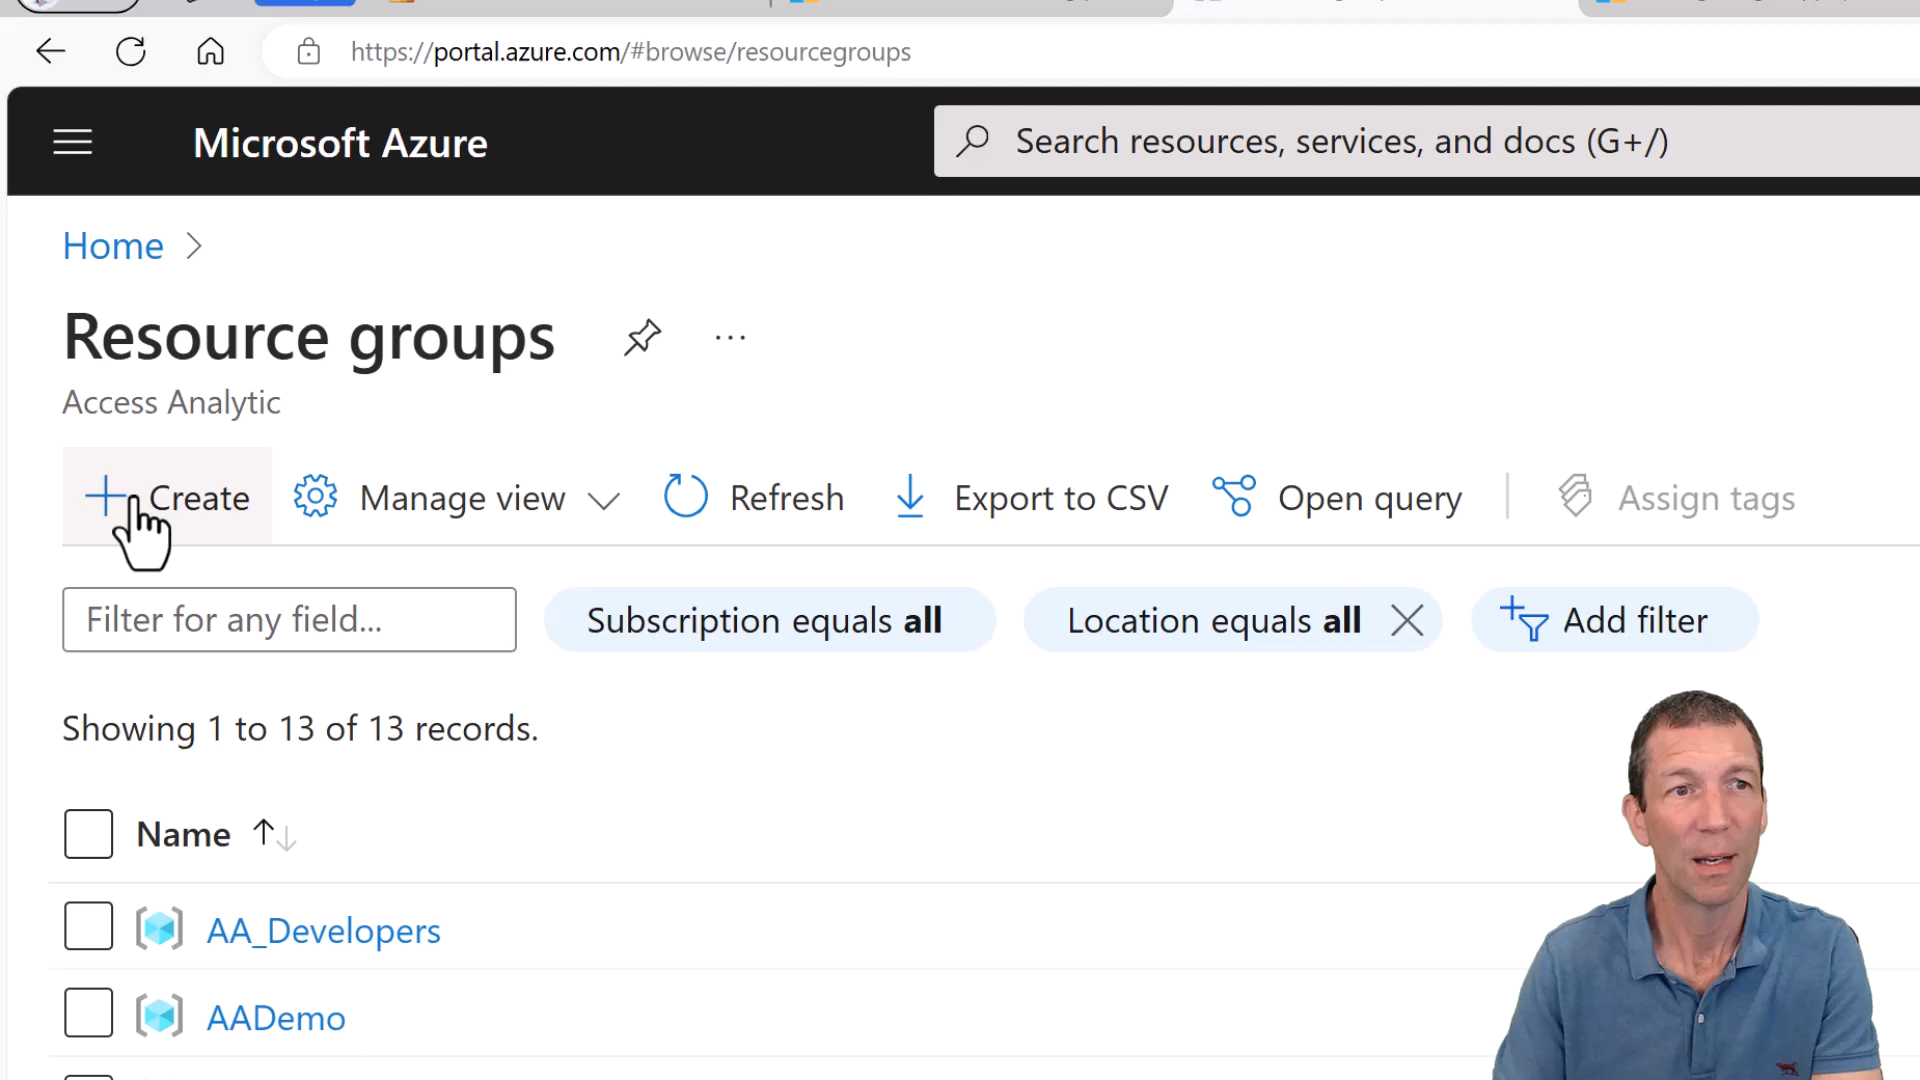 https://portal.azure.com/#browse/resourcegroups
Microsoft Azure
Search resources, services, and docs (G+/)
Home
Resource groups
Access Analytic
Create Manage view Refresh Export to CSV Open query Assign tags
Filter for any field... Subscription equals all Location equals all Add filter
Showing 1 to 13 of 13 records.
Name
AA_Developers
AADemo